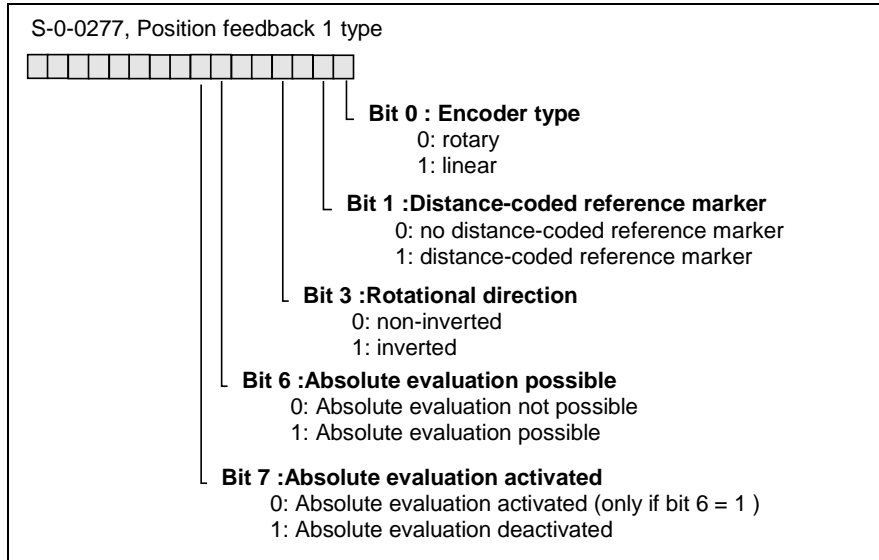 S-0-0277, Position feedback 1 type
Bit 0 : Encoder type
0: rotary
1: linear
Bit 1 :Distance-coded reference marker
0: no distance-coded reference marker
1: distance-coded reference marker
Bit 3 :Rotational direction
0: non-inverted
1: inverted
Bit 6 :Absolute evaluation possible
0: Absolute evaluation not possible
1: Absolute evaluation possible
Bit 7 :Absolute evaluation activated
0: Absolute evaluation activated (only if bit 6 = 1 )
1: Absolute evaluation deactivated